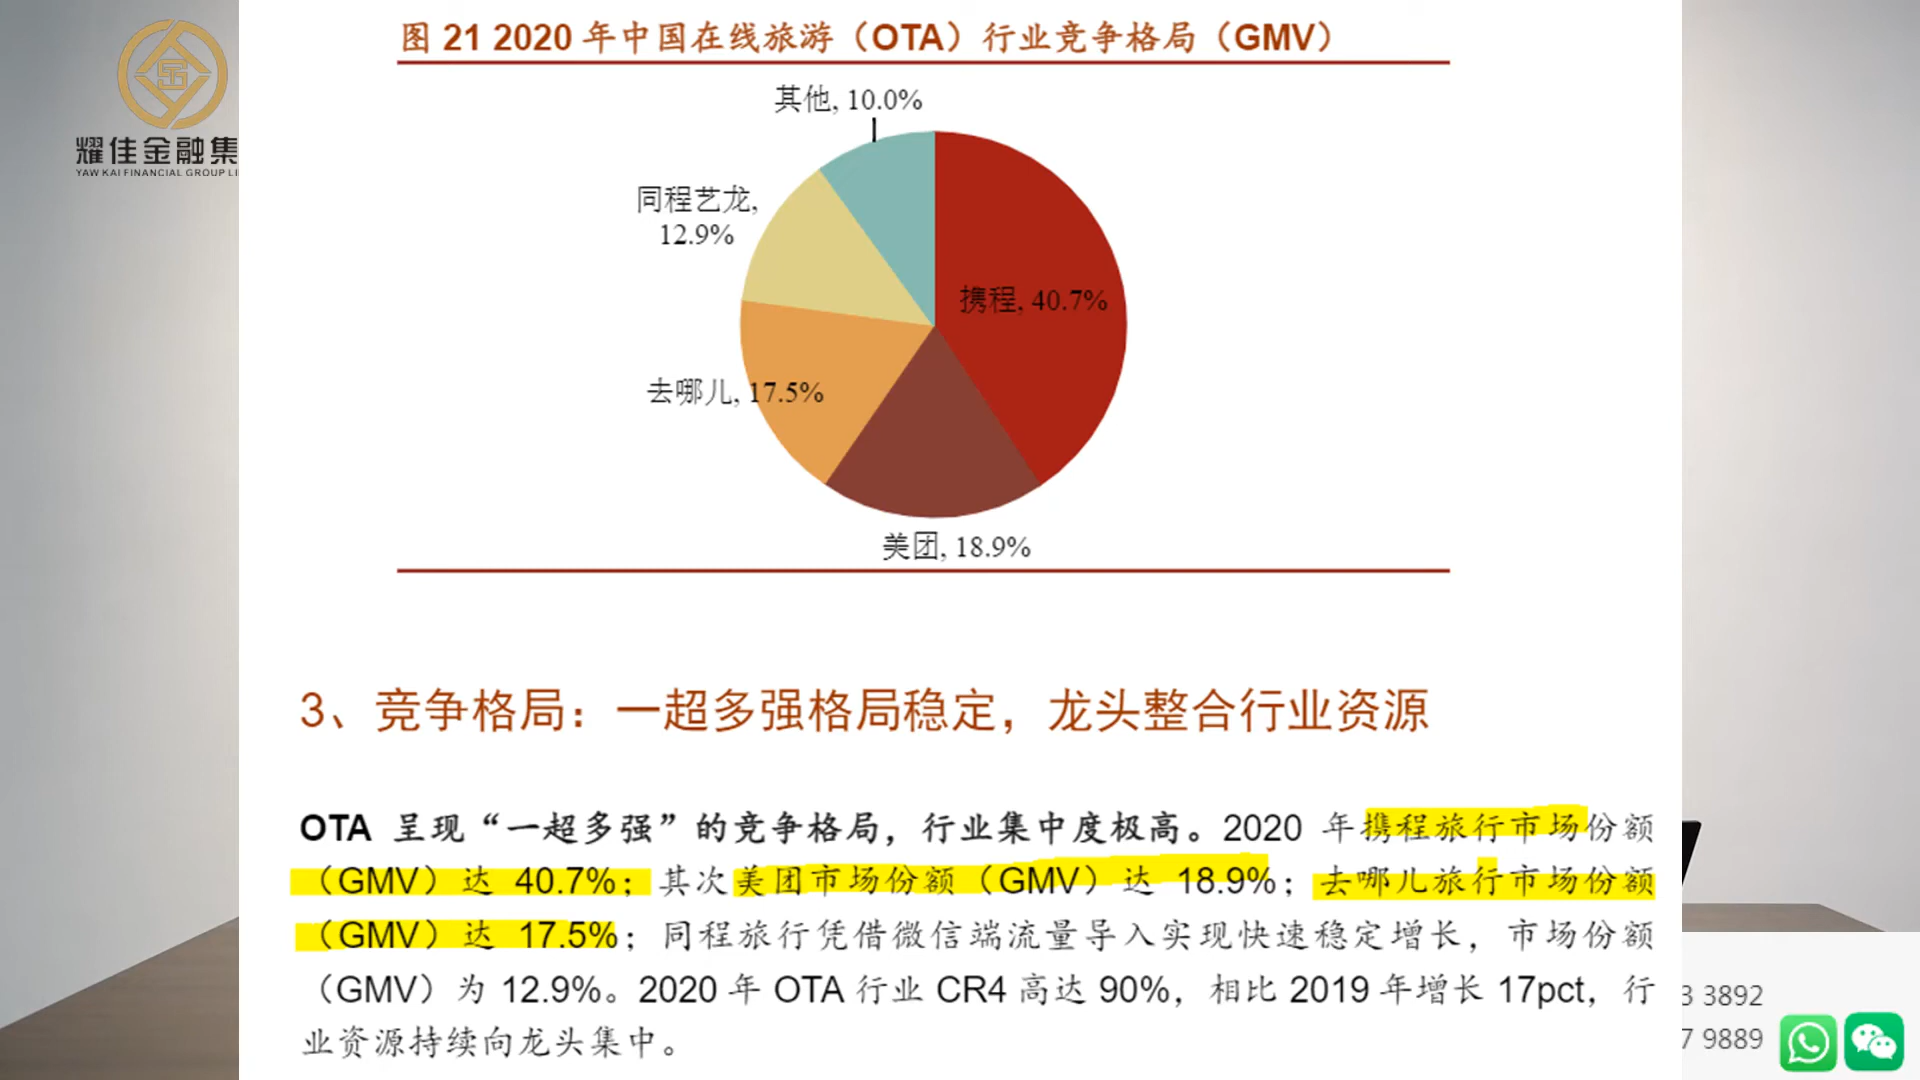 耀佳金融集
YAW KAI FINANCIAL GROUP LI
图 21 2020 年中国在线旅游（OTA）行业竞争格局（GMV）
其他, 10.0%
同程艺龙,
12.9%
携程, 40.7%
去哪儿, 17.5%
美团, 18.9%
3、竞争格局：一超多强格局稳定，龙头整合行业资源
OTA 呈现“一超多强”的竞争格局，行业集中度极高。2020 年携程旅行市场份额
（GMV）达 40.7%；其次美团市场份额（GMV）达 18.9%；去哪儿旅行市场份额
（GMV）达 17.5%；同程旅行凭借微信端流量导入实现快速稳定增长，市场份额
（GMV）为 12.9%。2020 年 OTA 行业 CR4 高达 90%，相比 2019 年增长 17pct，行
业资源持续向龙头集中。
3 3892
7 9889